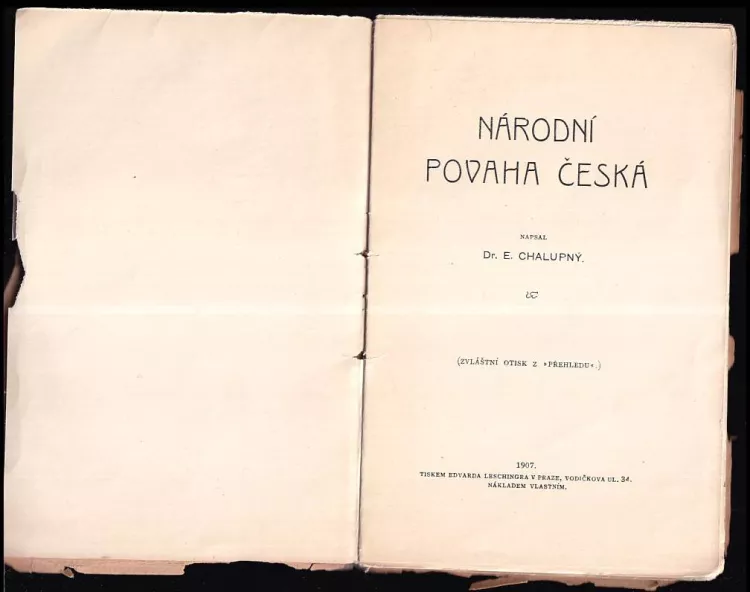 NÁRODNÍ
POVAHA ČESKÁ
NAPSAL
Dr. E. CHALUPNÝ.
(ZVLÁŠTNÍ OTISK Z »PŘEHLEDU«.)
1907.
TISKEM EDVARDA LESCHINGRA V PRAZE, VODIČKOVA UL. 34.
NÁKLADEM VLASTNÍM.